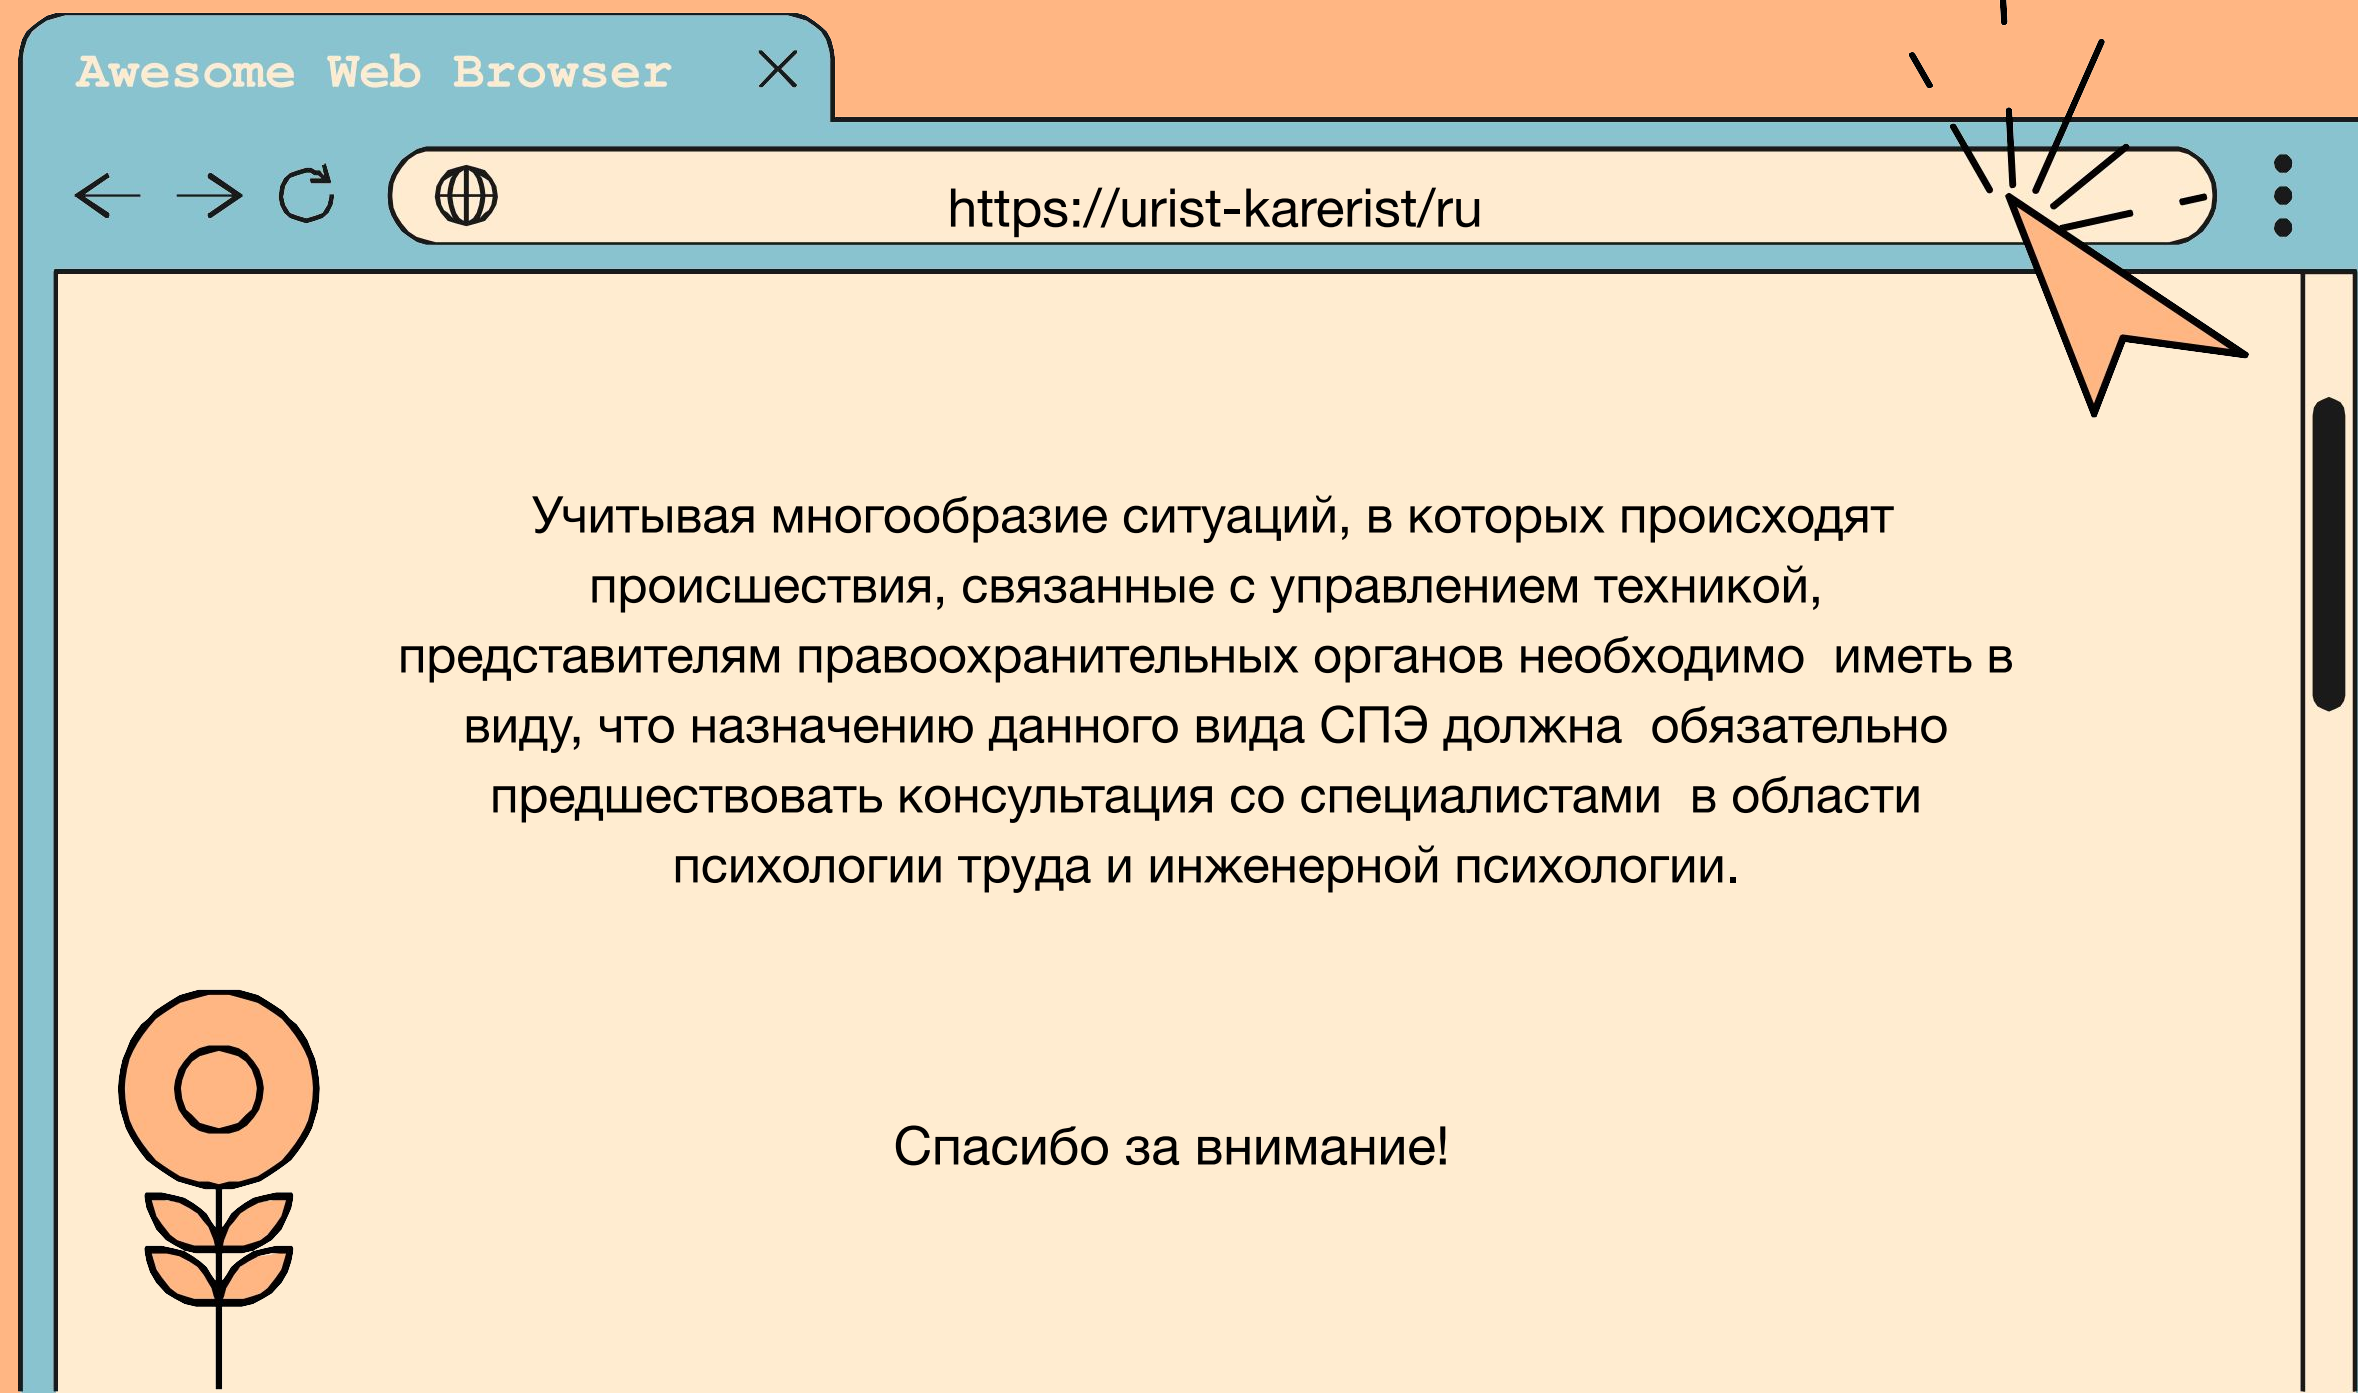 Awesome Web Browser
https://urist-karerist/ru
Учитывая многообразие ситуаций, в которых происходят
происшествия, связанные с управлением техникой,
представителям правоохранительных органов необходимо  иметь в
виду, что назначению данного вида СПЭ должна  обязательно
предшествовать консультация со специалистами  в области
психологии труда и инженерной психологии.
Спасибо за внимание!